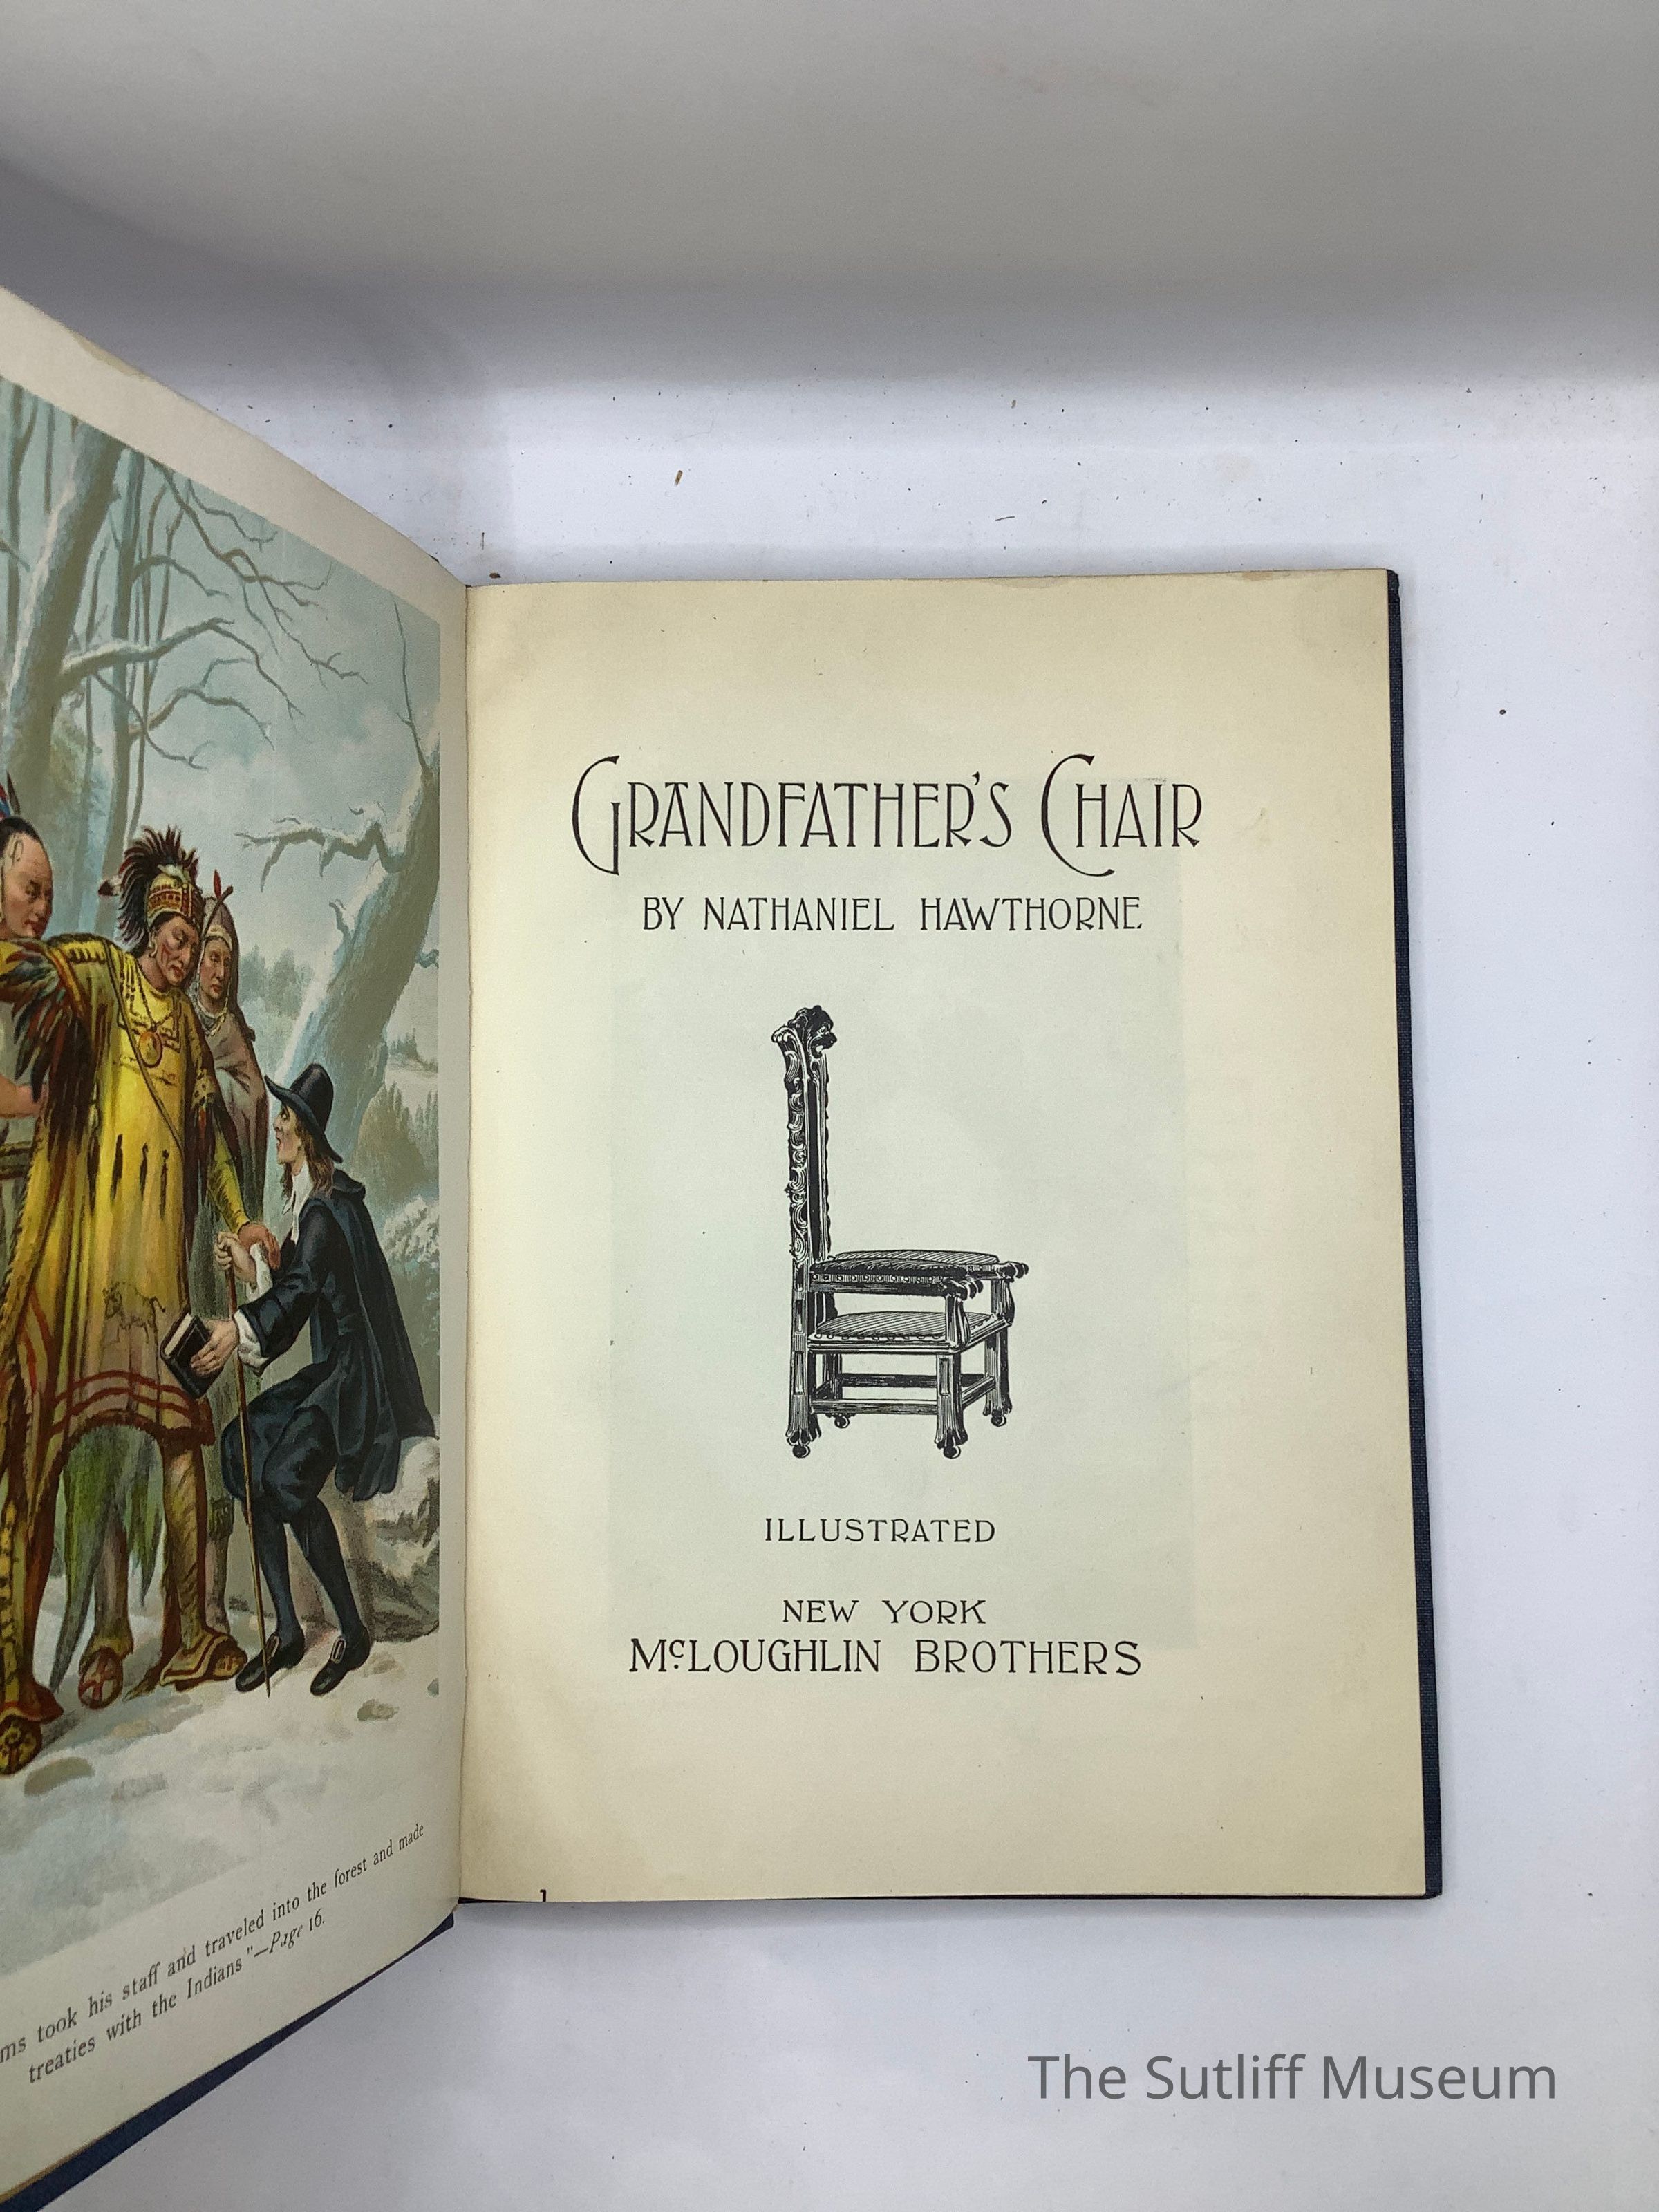 took his staff and traveled into the forest and made
treaties with the Indians"—Page 16.
GRANDFATHER'S CHAIR
BY NATHANIEL HAWTHORNE
ILLUSTRATED
NEW YORK
McLOUGHLIN BROTHERS
1
The Sutliff Museum